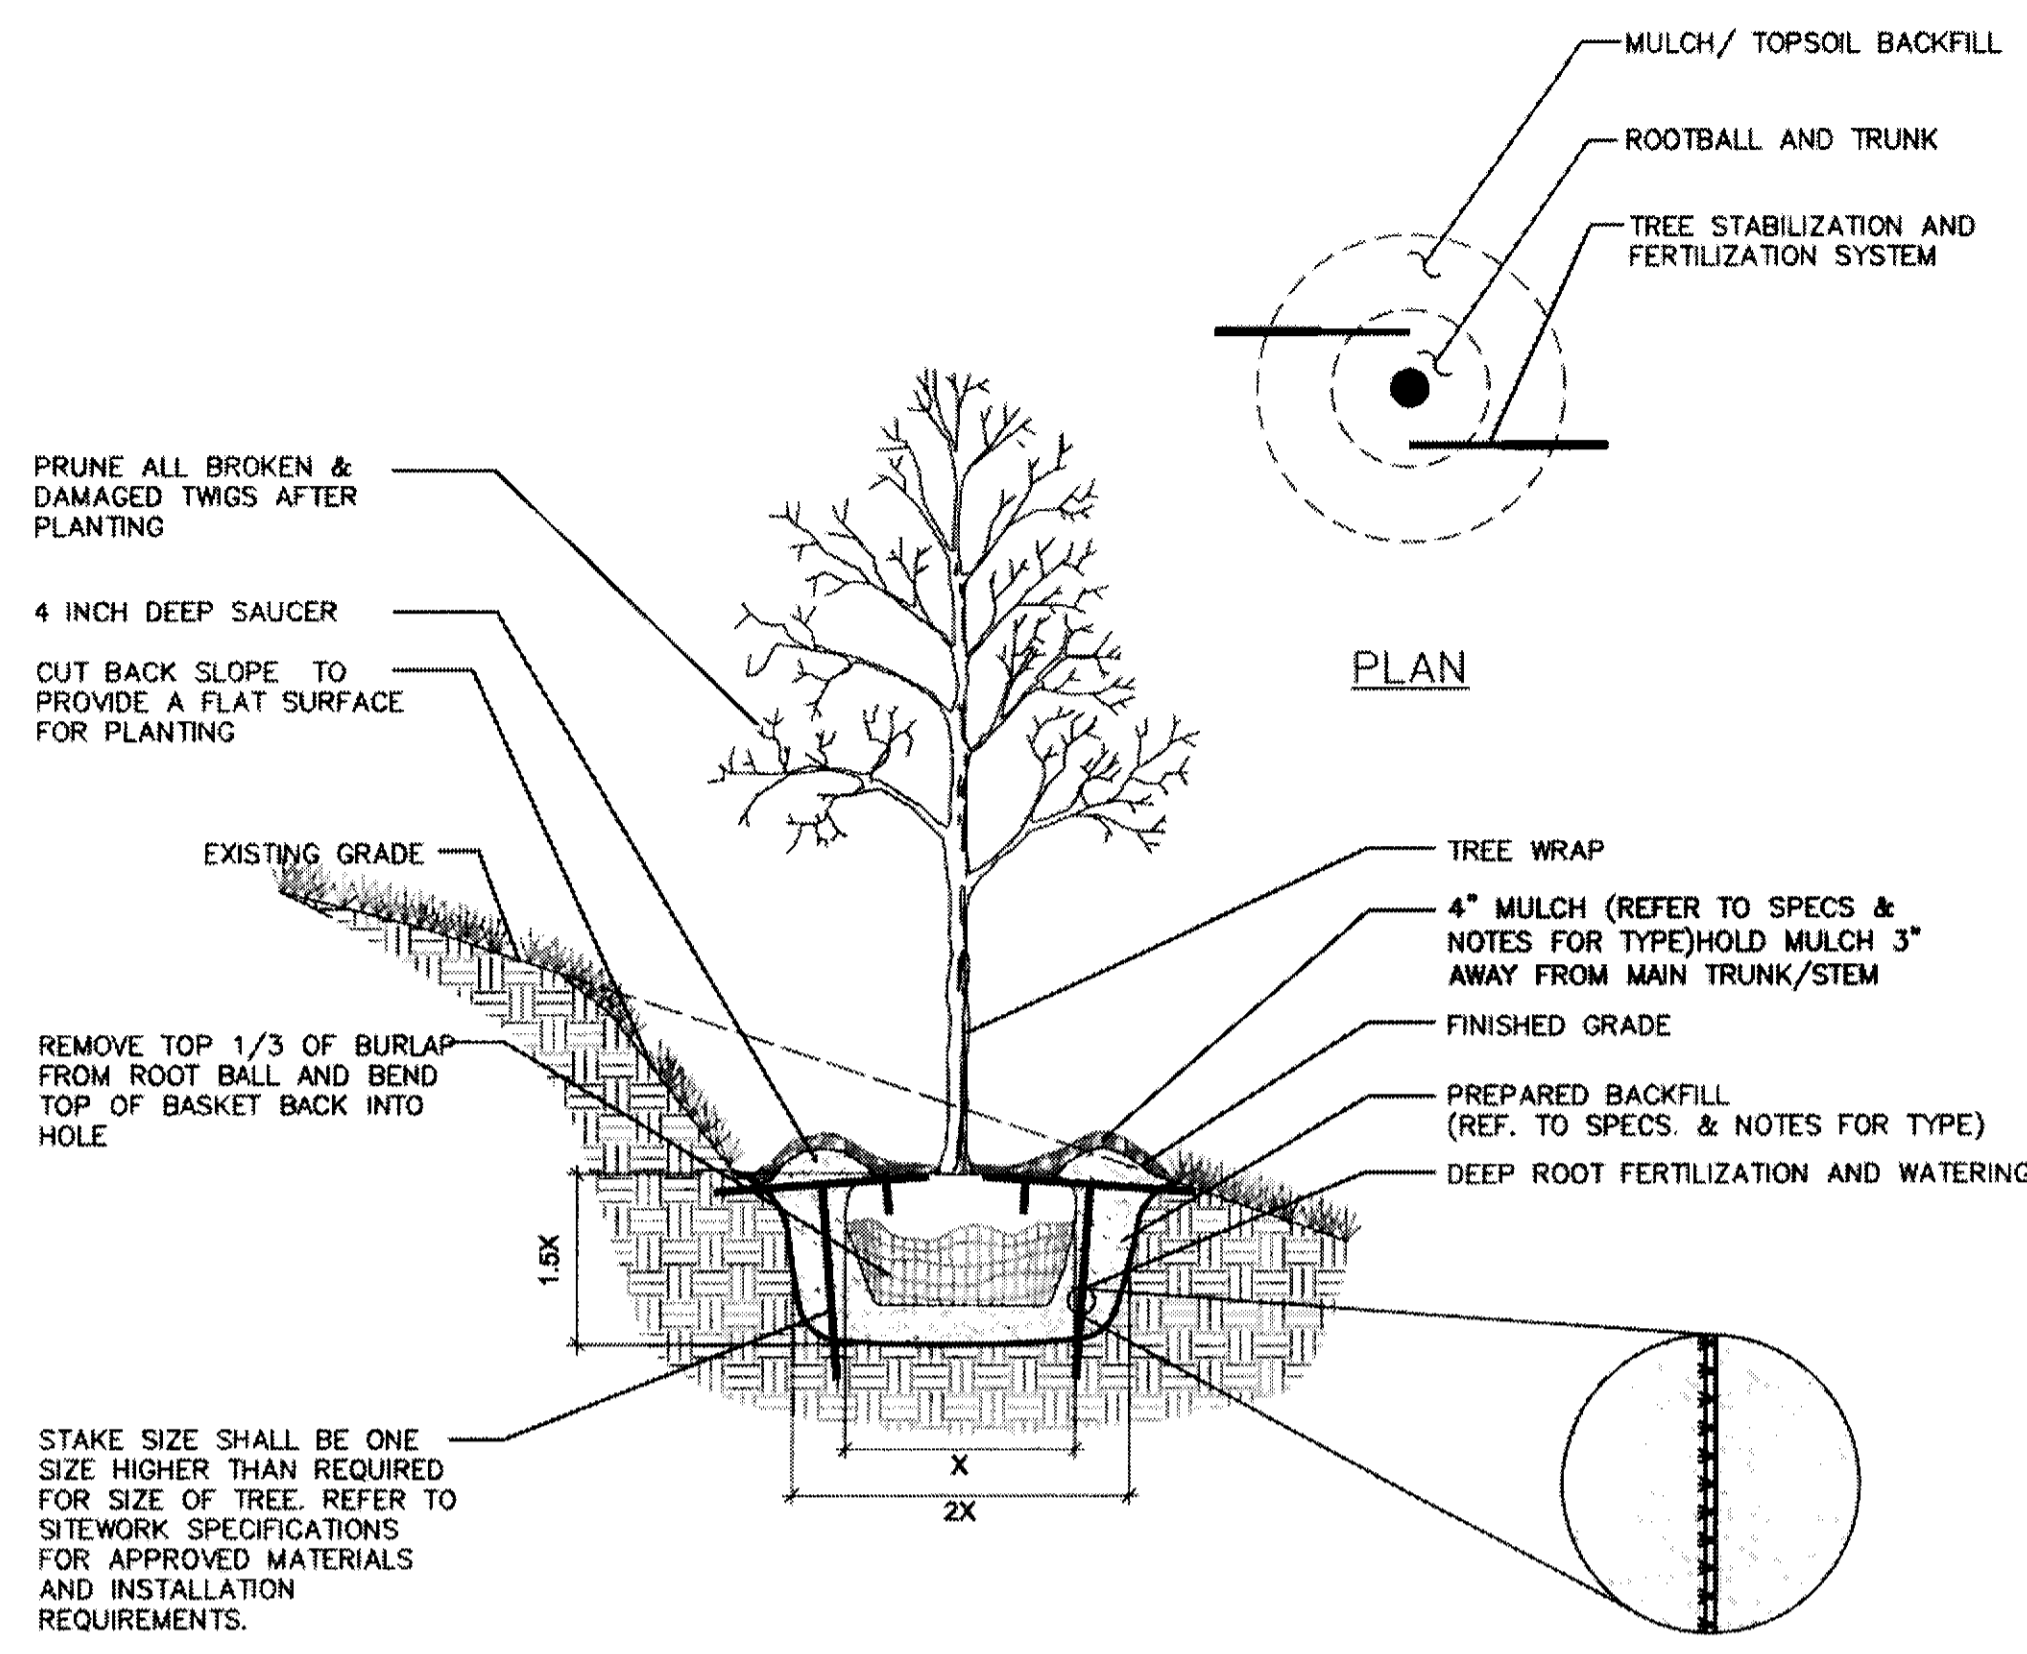 MULCH/ TOPSOIL BACKFILL
ROOTBALL AND TRUNK
TREE STABILIZATION AND
FERTILIZATION SYSTEM
PLAN
PRUNE ALL BROKEN &
DAMAGED TWIGS AFTER
PLANTING
4 INCH DEEP SAUCER
CUT BACK SLOPE TO
PROVIDE A FLAT SURFACE
FOR PLANTING
EXISTING GRADE
REMOVE TOP 1/3 OF BURLAP
FROM ROOT BALL AND BEND
TOP OF BASKET BACK INTO
HOLE
STAKE SIZE SHALL BE ONE
SIZE HIGHER THAN REQUIRED
FOR SIZE OF TREE. REFER TO
SITEWORK SPECIFICATIONS
FOR APPROVED MATERIALS
AND INSTALLATION
REQUIREMENTS.
TREE WRAP
4" MULCH (REFER TO SPECS &
NOTES FOR TYPE)HOLD MULCH 3"
AWAY FROM MAIN TRUNK/STEM
FINISHED GRADE
PREPARED BACKFILL
(REF. TO SPECS. & NOTES FOR TYPE)
DEEP ROOT FERTILIZATION AND WATERING
1.5X
X
2X